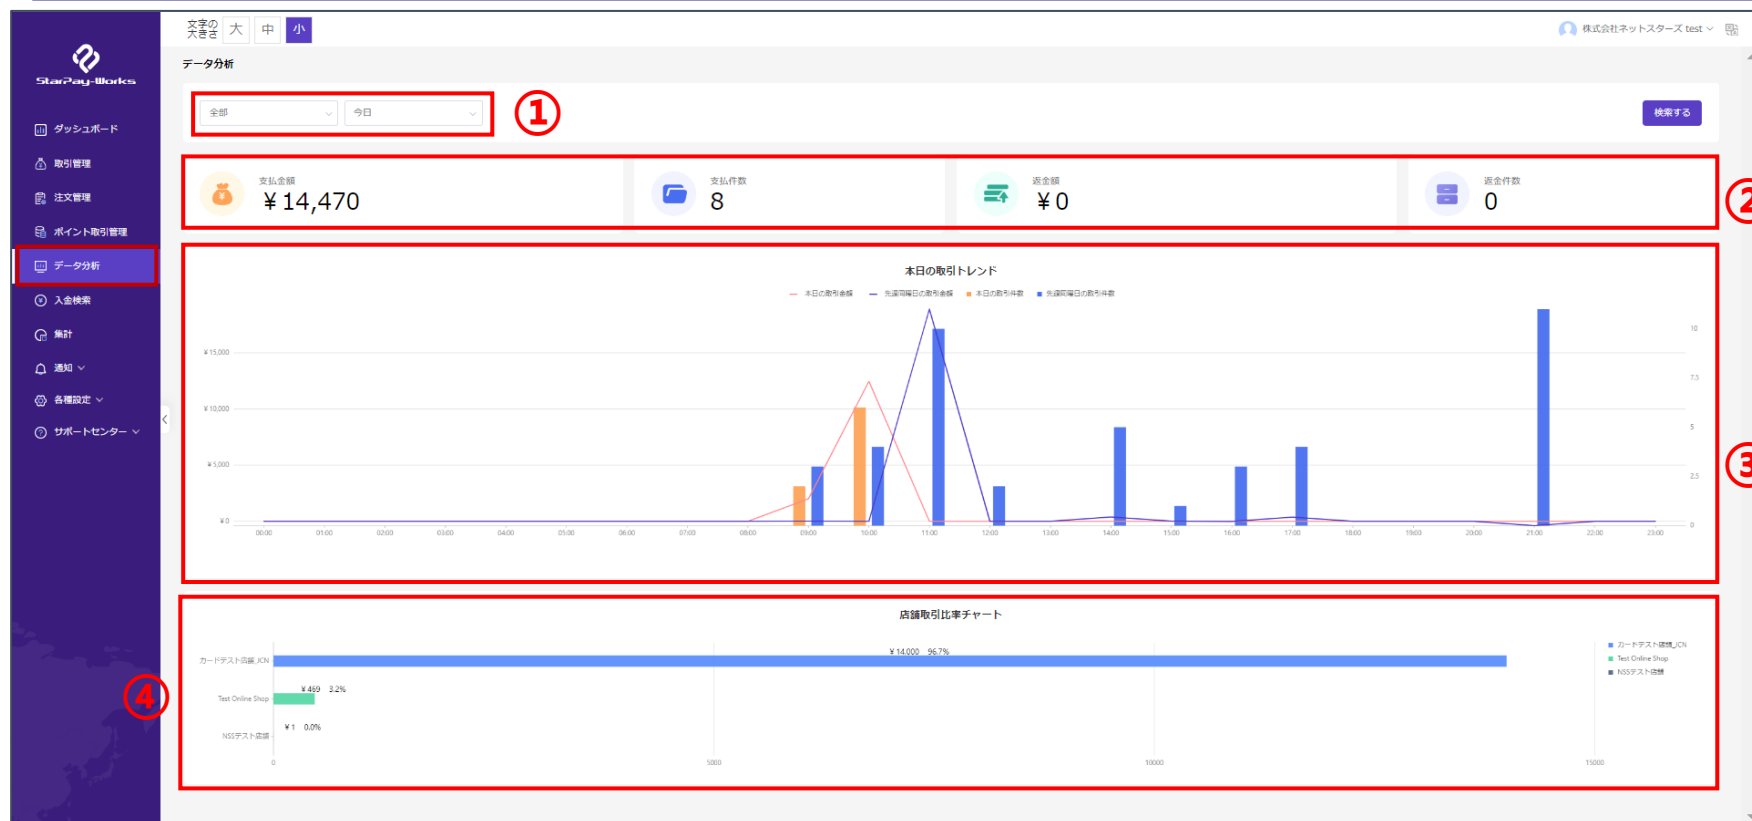 文字の
大きさ 大 中 小
株式会社ネットスターズ test
StarPay-Works
ダッシュボード
取引管理
注文管理
ポイント取引管理
データ分析
入金検索
集計
通知
各種設定
サポートセンター
データ分析
全部 今日 ①
検索する
支払金額
¥14,470
支払件数
8
返金額
¥0
返金件数
0
②
本日の取引トレンド
本日の取引金額 先週同曜日の取引金額 本日の取引件数 先週同曜日の取引件数
¥15,000
¥10,000
¥5,000
¥0
10
7.5
5
2.5
0
00:00 01:00 02:00 03:00 04:00 05:00 06:00 07:00 08:00 09:00 10:00 11:00 12:00 13:00 14:00 15:00 16:00 17:00 18:00 19:00 20:00 21:00 22:00 23:00
③
店舗取引比率チャート
カードテスト店舗_JCN
¥14,000 96.7%
Test Online Shop
¥469 3.2%
NSSテスト店舗
¥1 0.0%
0 5000 10000 15000
カードテスト店舗_JCN
Test Online Shop
NSSテスト店舗
④